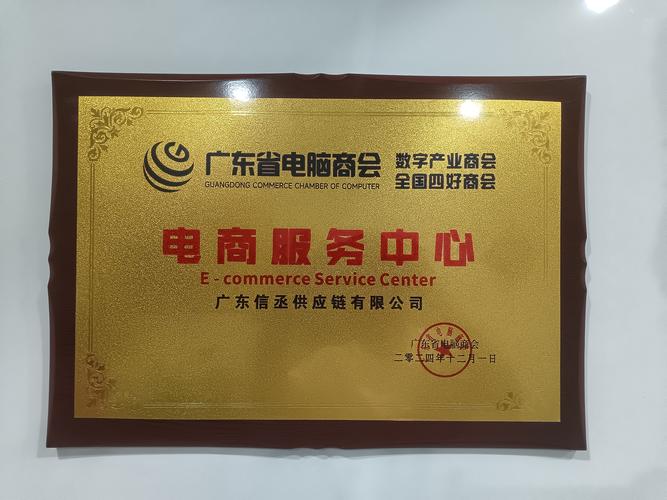 广东省电脑商会
GUANGDONG COMMERCE CHAMBER OF COMPUTER
数字产业商会
全国四好商会
电商服务中心
E-commerce Service Center
广东信丞供应链有限公司
广东省电脑商会
二零二四年十二月一日